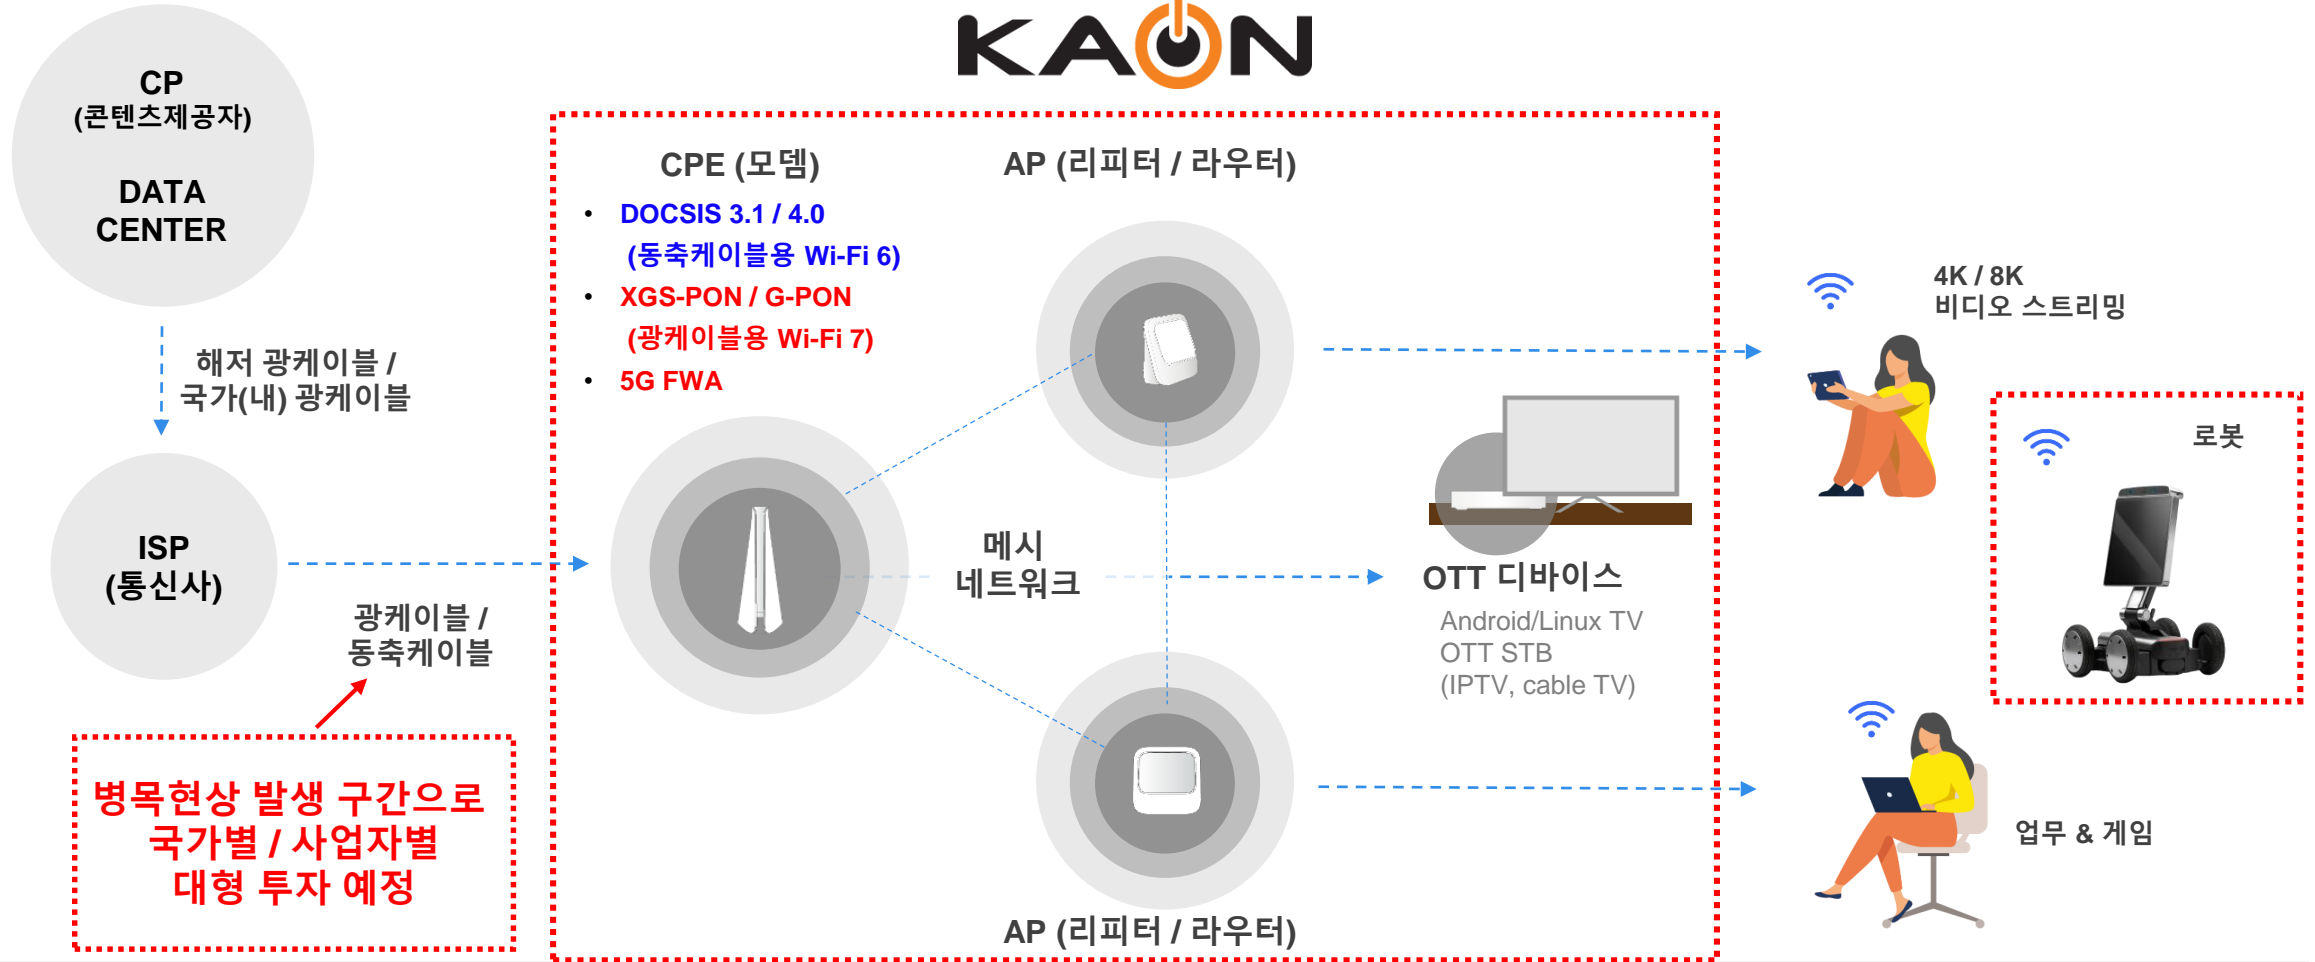 KAON
CP
(콘텐츠제공자)
DATA
CENTER
해저 광케이블 /
국가(내) 광케이블
ISP
(통신사)
광케이블 /
동축케이블
병목현상 발생 구간으로
국가별 / 사업자별
대형 투자 예정
CPE (모뎀)
• DOCSIS 3.1 / 4.0
(동축케이블용 Wi-Fi 6)
• XGS-PON / G-PON
(광케이블용 Wi-Fi 7)
• 5G FWA
AP (리피터 / 라우터)
메시
네트워크
OTT 디바이스
Android/Linux TV
OTT STB
(IPTV, cable TV)
AP (리피터 / 라우터)
4K / 8K
비디오 스트리밍
로봇
업무 & 게임